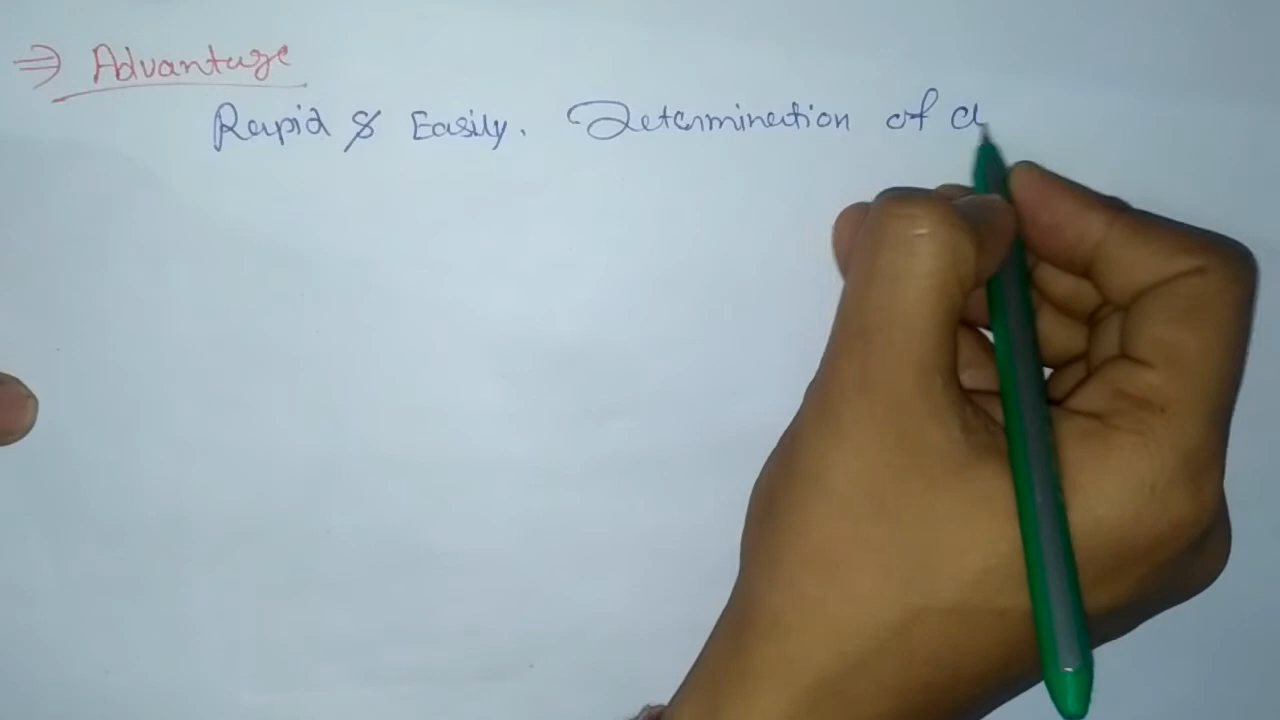 ⇒ Advantage
Rapid & Easily. Determination of a